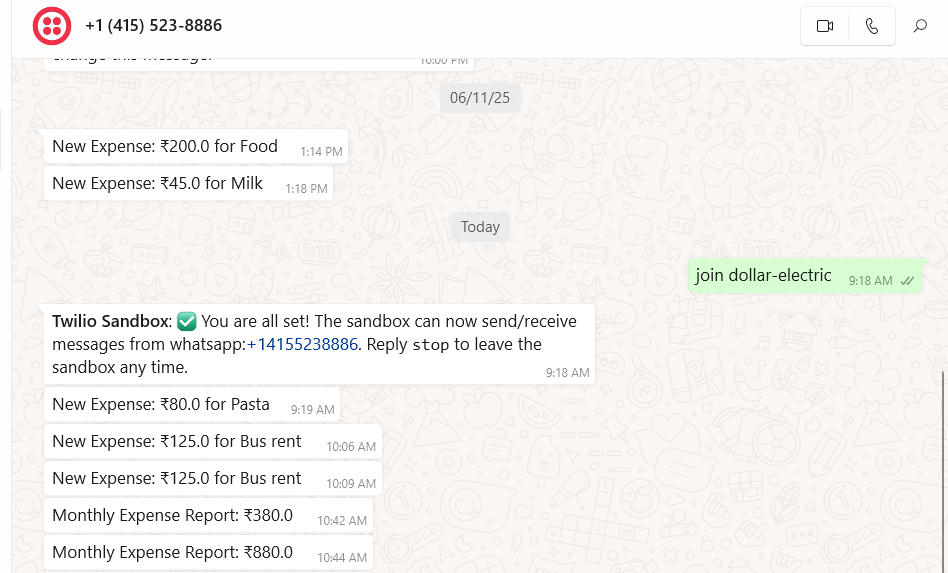 +1 (415) 523-8886
change this message.
10:00 PM
06/11/25
New Expense: ₹200.0 for Food 1:14 PM
New Expense: ₹45.0 for Milk 1:18 PM
Today
join dollar-electric 9:18 AM
Twilio Sandbox: ✅ You are all set! The sandbox can now send/receive
messages from whatsapp:+14155238886. Reply stop to leave the
sandbox any time.
9:18 AM
New Expense: ₹80.0 for Pasta 9:19 AM
New Expense: ₹125.0 for Bus rent 10:06 AM
New Expense: ₹125.0 for Bus rent 10:09 AM
Monthly Expense Report: ₹380.0 10:42 AM
Monthly Expense Report: ₹880.0 10:44 AM